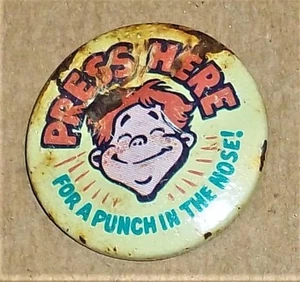 PRESS HERE
FOR A PUNCH IN THE NOSE!